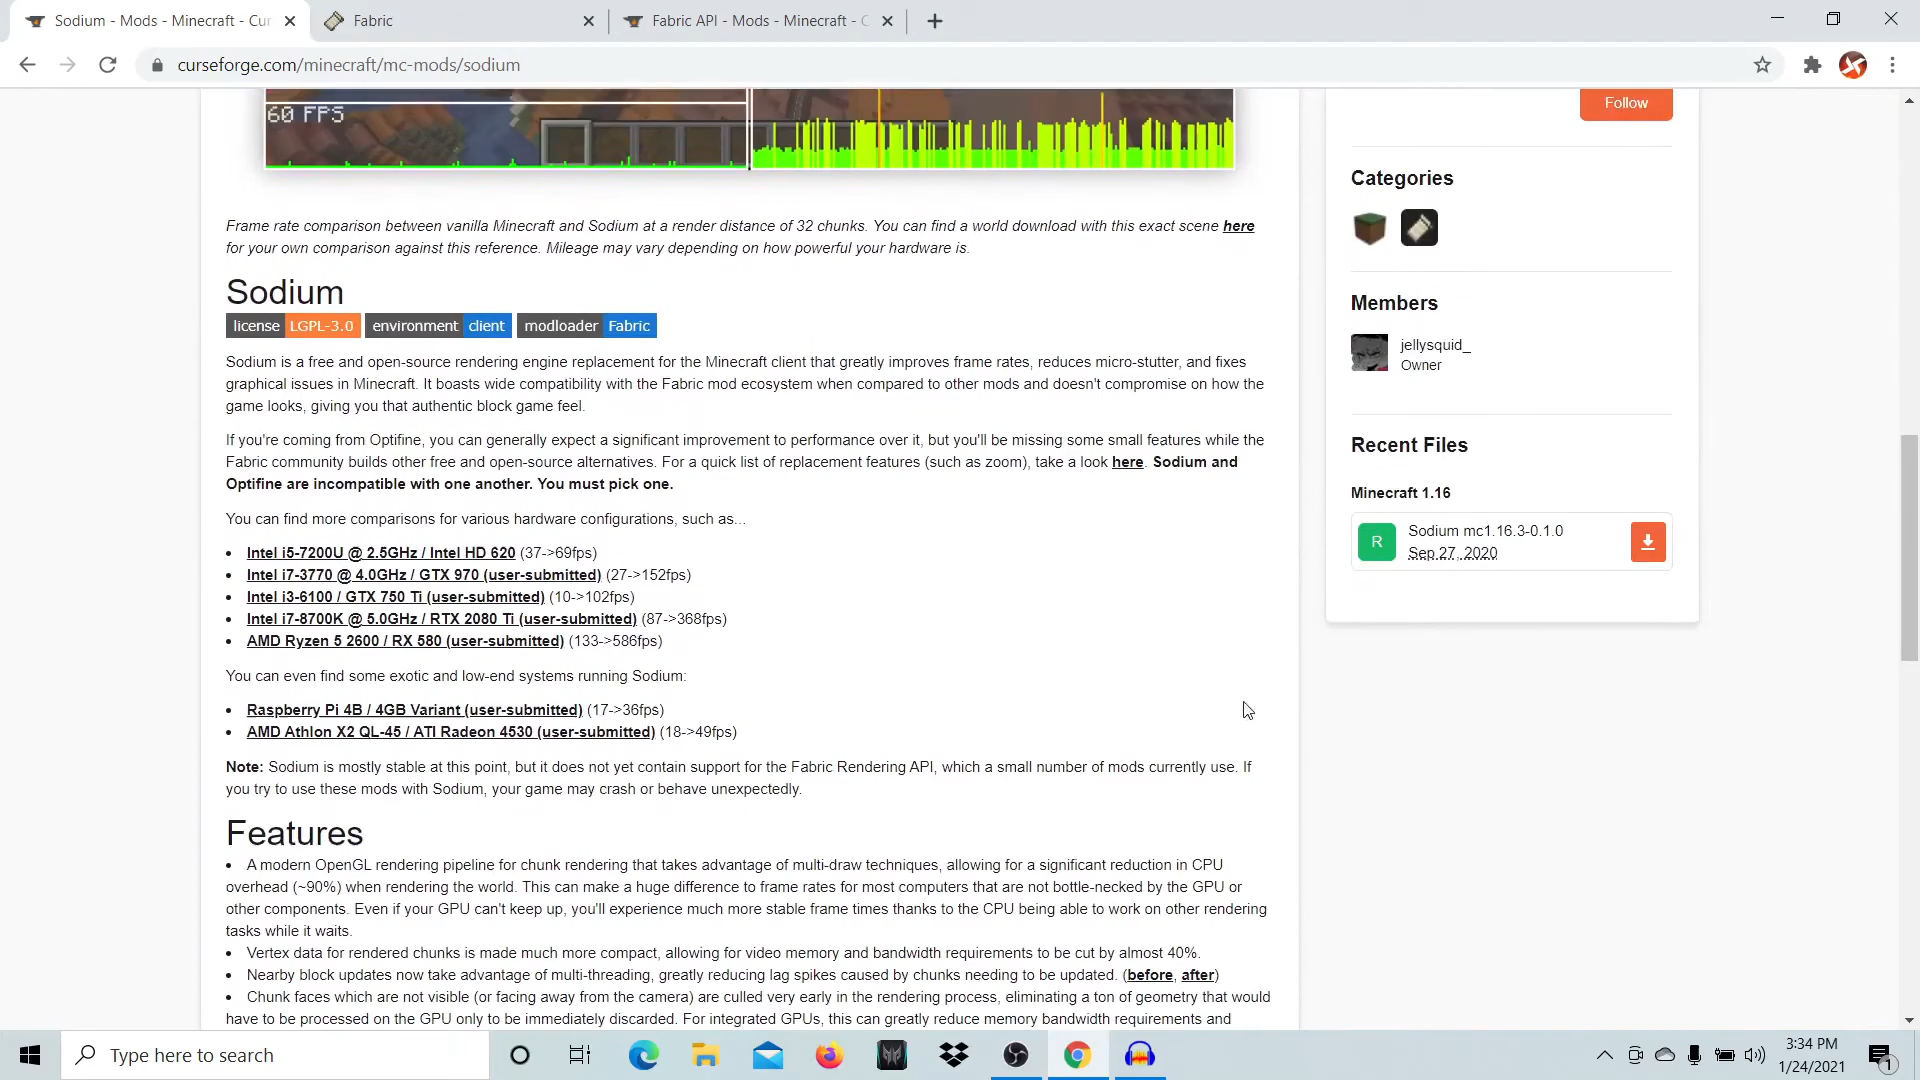 Sodium - Mods - Minecraft - Cur
Fabric
Fabric API - Mods - Minecraft - C
curseforge.com/minecraft/mc-mods/sodium
60 FPS
Follow
Frame rate comparison between vanilla Minecraft and Sodium at a render distance of 32 chunks. You can find a world download with this exact scene here
for your own comparison against this reference. Mileage may vary depending on how powerful your hardware is.
Sodium
license LGPL-3.0 environment client modloader Fabric
Sodium is a free and open-source rendering engine replacement for the Minecraft client that greatly improves frame rates, reduces micro-stutter, and fixes
graphical issues in Minecraft. It boasts wide compatibility with the Fabric mod ecosystem when compared to other mods and doesn't compromise on how the
game looks, giving you that authentic block game feel.
If you're coming from Optifine, you can generally expect a significant improvement to performance over it, but you'll be missing some small features while the
Fabric community builds other free and open-source alternatives. For a quick list of replacement features (such as zoom), take a look here. Sodium and
Optifine are incompatible with one another. You must pick one.
You can find more comparisons for various hardware configurations, such as...
• Intel i5-7200U @ 2.5GHz / Intel HD 620 (37->69fps)
• Intel i7-3770 @ 4.0GHz / GTX 970 (user-submitted) (27->152fps)
• Intel i3-6100 / GTX 750 Ti (user-submitted) (10->102fps)
• Intel i7-8700K @ 5.0GHz / RTX 2080 Ti (user-submitted) (87->368fps)
• AMD Ryzen 5 2600 / RX 580 (user-submitted) (133->586fps)
You can even find some exotic and low-end systems running Sodium:
• Raspberry Pi 4B / 4GB Variant (user-submitted) (17->36fps)
• AMD Athlon X2 QL-45 / ATI Radeon 4530 (user-submitted) (18->49fps)
Note: Sodium is mostly stable at this point, but it does not yet contain support for the Fabric Rendering API, which a small number of mods currently use. If
you try to use these mods with Sodium, your game may crash or behave unexpectedly.
Features
• A modern OpenGL rendering pipeline for chunk rendering that takes advantage of multi-draw techniques, allowing for a significant reduction in CPU
overhead (~90%) when rendering the world. This can make a huge difference to frame rates for most computers that are not bottle-necked by the GPU or
other components. Even if your GPU can't keep up, you'll experience much more stable frame times thanks to the CPU being able to work on other rendering
tasks while it waits.
• Vertex data for rendered chunks is made much more compact, allowing for video memory and bandwidth requirements to be cut by almost 40%.
• Nearby block updates now take advantage of multi-threading, greatly reducing lag spikes caused by chunks needing to be updated. (before, after)
• Chunk faces which are not visible (or facing away from the camera) are culled very early in the rendering process, eliminating a ton of geometry that would
have to be processed on the GPU only to be immediately discarded. For integrated GPUs, this can greatly reduce memory bandwidth requirements and
Categories
Members
jellysquid_
Owner
Recent Files
Minecraft 1.16
R
Sodium mc1.16.3-0.1.0
Sep 27, 2020
Type here to search
3:34 PM
1/24/2021
1